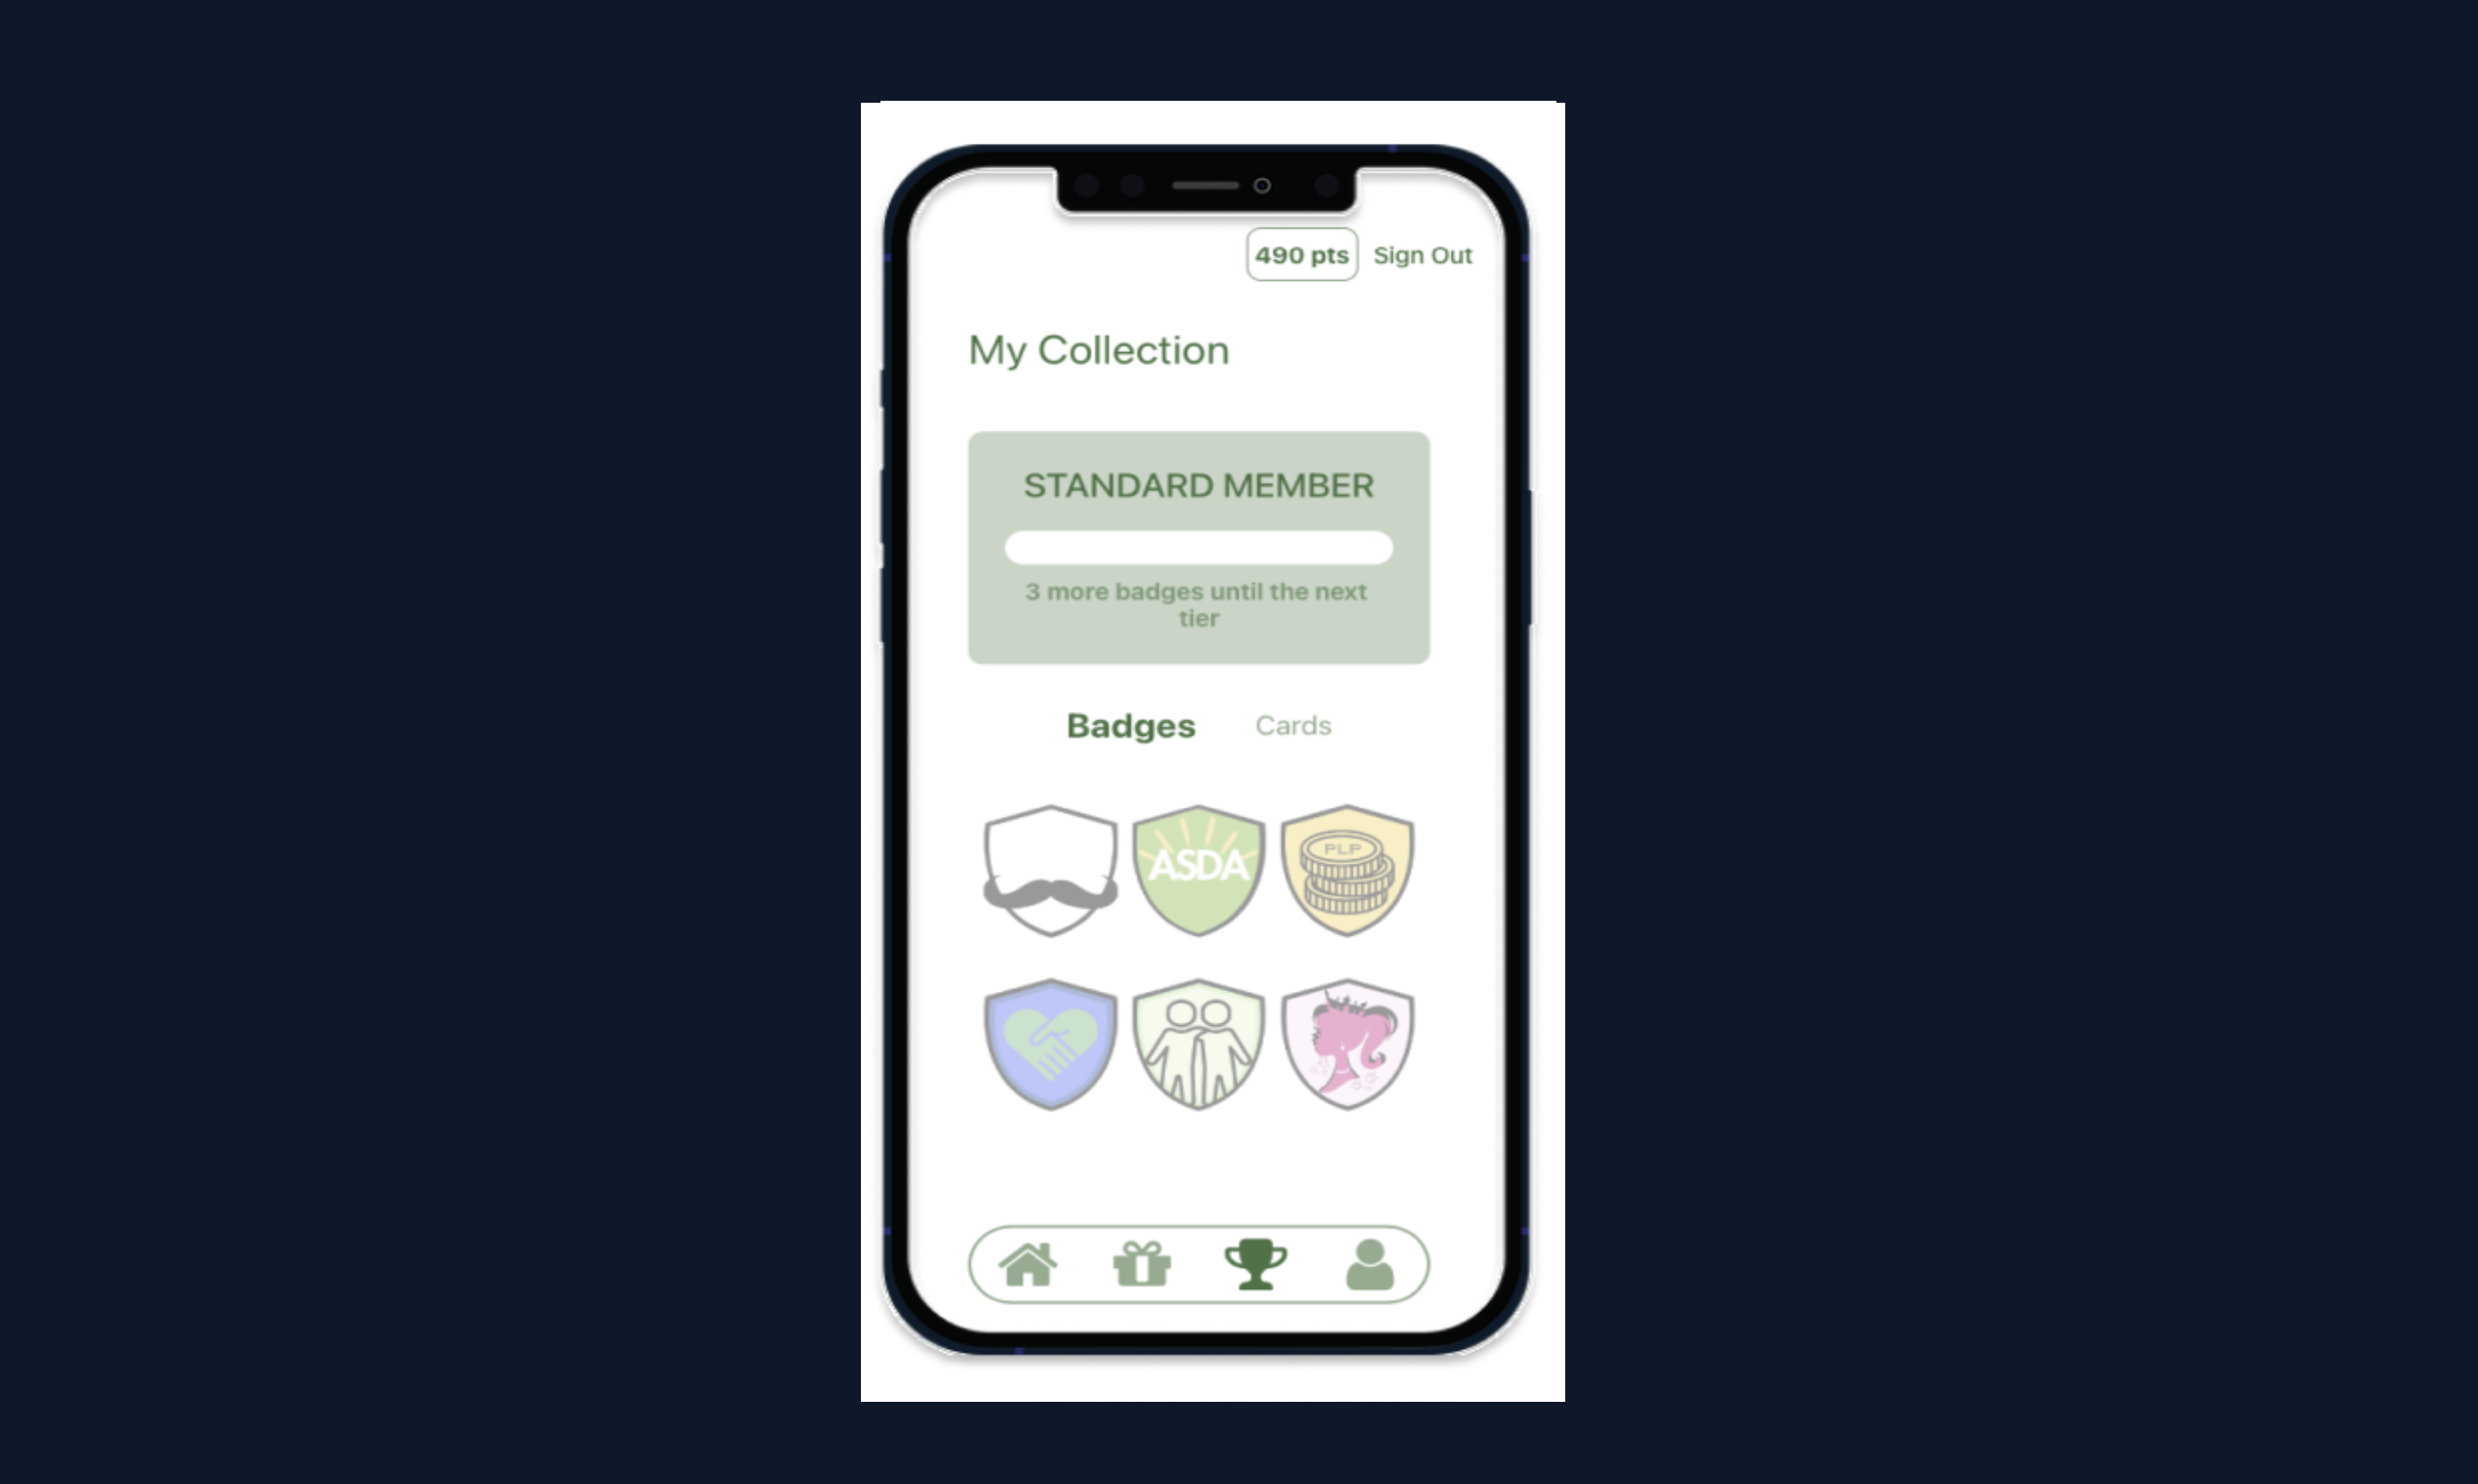 490 pts Sign Out
My Collection
STANDARD MEMBER
3 more badges until the next
tier
Badges Cards
ASDA
PLP